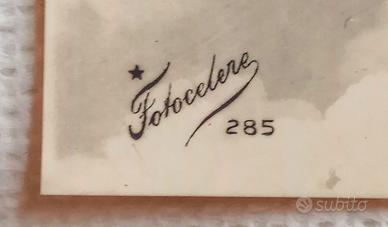 ★ Fotocelere
285
subito